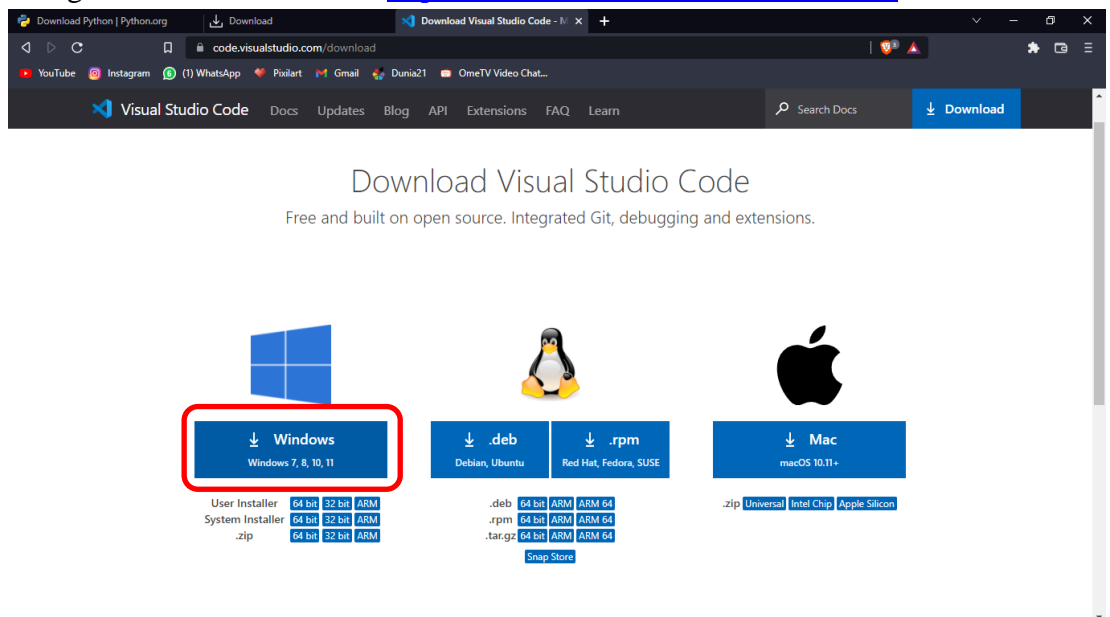 Download Python | Python.org Download Download Visual Studio Code - M
code.visualstudio.com/download
YouTube Instagram (1) WhatsApp Pixilart Gmail Dunia21 OmeTV Video Chat...
Visual Studio Code Docs Updates Blog API Extensions FAQ Learn Search Docs Download
Download Visual Studio Code
Free and built on open source. Integrated Git, debugging and extensions.
Windows .deb .rpm Mac
Windows 7, 8, 10, 11 Debian, Ubuntu Red Hat, Fedora, SUSE macOS 10.11+
User Installer 64 bit 32 bit ARM .deb 64 bit ARM ARM 64 .zip Universal Intel Chip Apple Silicon
System Installer 64 bit 32 bit ARM .rpm 64 bit ARM ARM 64
.zip 64 bit 32 bit ARM .tar.gz 64 bit ARM ARM 64
Snap Store